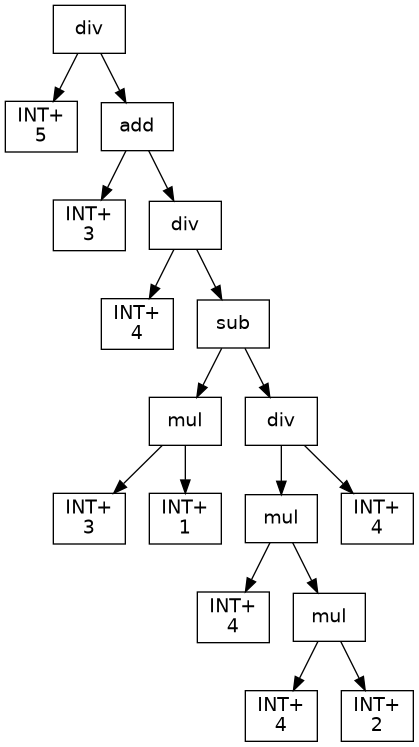 div
INT+
5
add
INT+
3
div
INT+
4
sub
mul
div
INT+
3
INT+
1
mul
INT+
4
INT+
4
mul
INT+
4
INT+
2